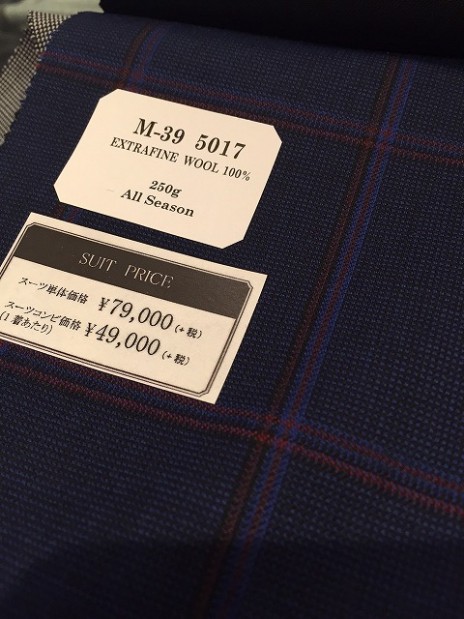 M-39 5017
EXTRAFINE WOOL 100%
250g
All Season
SUIT PRICE
スーツ単体価格 ¥79,000(+税)
スーツコンビ価格 ¥49,000(+税)
(1着あたり)